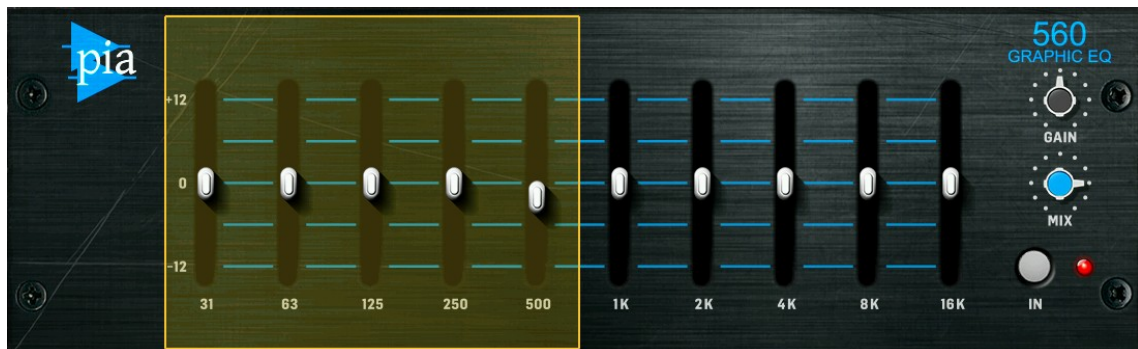 pia
560
GRAPHIC EQ
+12
0
-12
31 63 125 250 500 1K 2K 4K 8K 16K
GAIN
MIX
IN